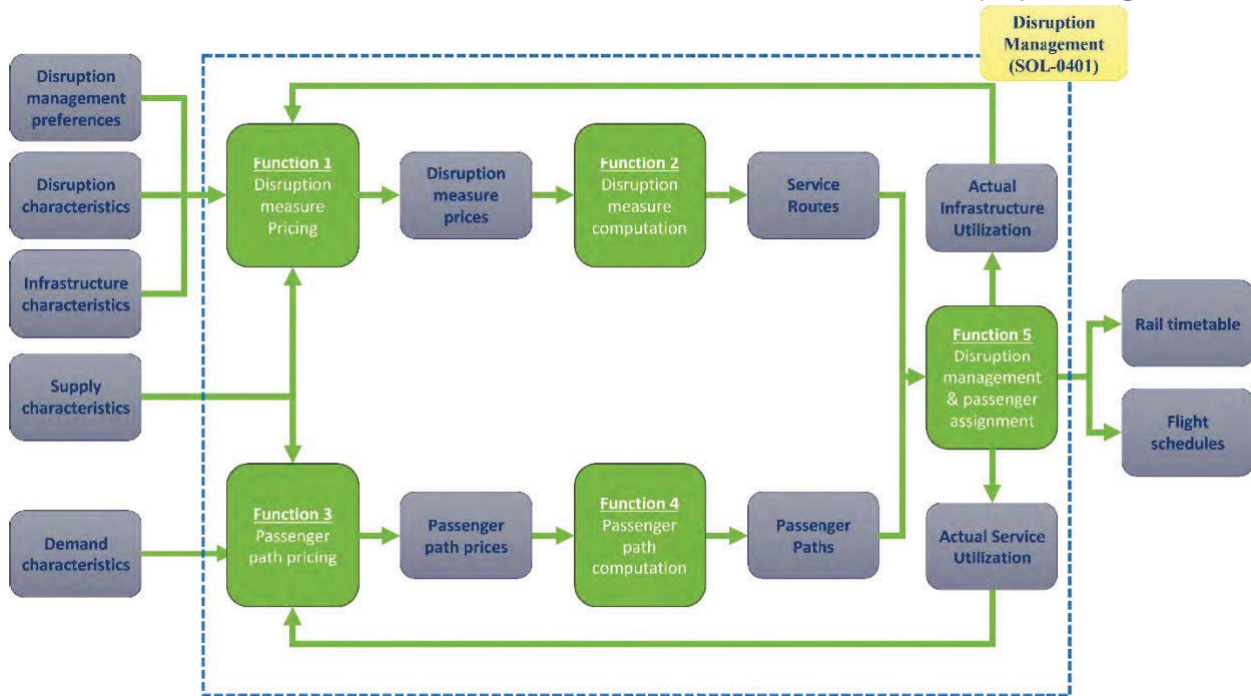 Disruption
Management
(SOL-0401)
Disruption
management
preferences
Disruption
characteristics
Infrastructure
characteristics
Supply
characteristics
Demand
characteristics
Function 1
Disruption
measure
Pricing
Disruption
measure
prices
Function 2
Disruption
measure
computation
Service
Routes
Actual
Infrastructure
Utilization
Function 5
Disruption
management
& passenger
assignment
Rail timetable
Flight
schedules
Function 3
Passenger
path pricing
Passenger
path prices
Function 4
Passenger
path
computation
Passenger
Paths
Actual Service
Utilization